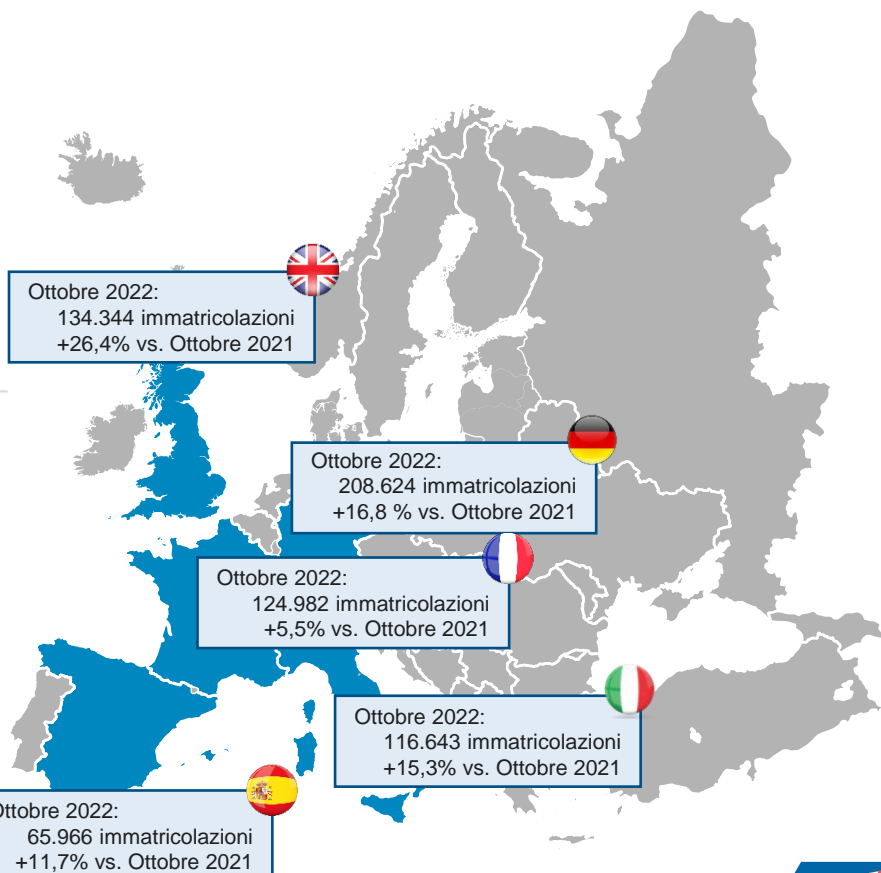 Ottobre 2022:
134.344 immatricolazioni
+26,4% vs. Ottobre 2021
Ottobre 2022:
208.624 immatricolazioni
+16,8 % vs. Ottobre 2021
Ottobre 2022:
124.982 immatricolazioni
+5,5% vs. Ottobre 2021
Ottobre 2022:
116.643 immatricolazioni
+15,3% vs. Ottobre 2021
Ottobre 2022:
65.966 immatricolazioni
+11,7% vs. Ottobre 2021